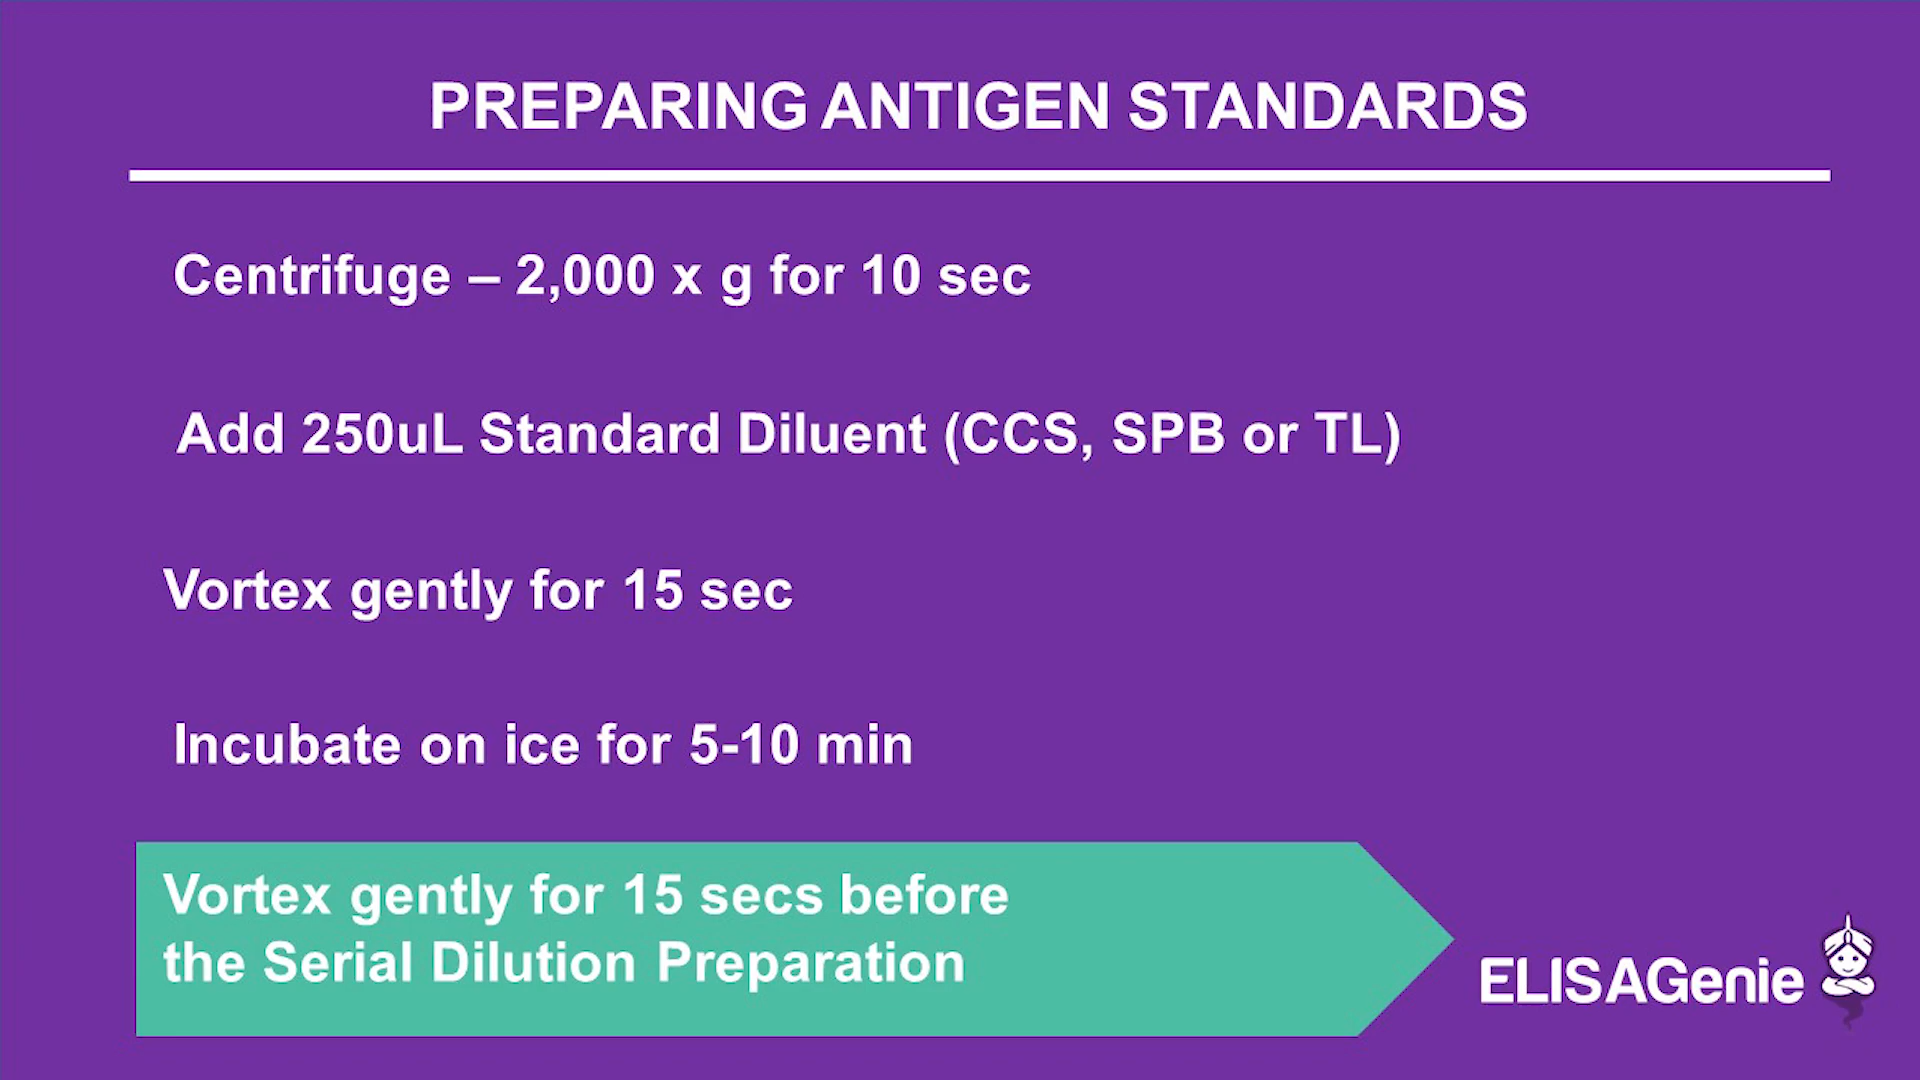 PREPARING ANTIGEN STANDARDS
Centrifuge – 2,000 x g for 10 sec
Add 250uL Standard Diluent (CCS, SPB or TL)
Vortex gently for 15 sec
Incubate on ice for 5-10 min
Vortex gently for 15 secs before
the Serial Dilution Preparation
ELISAGenie